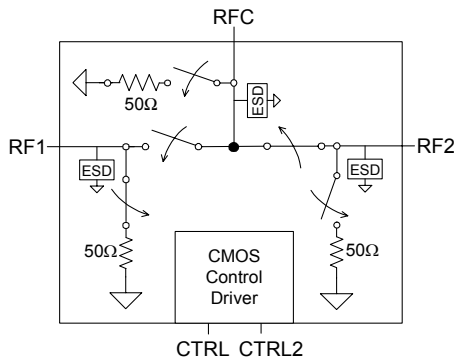 RFC
50Ω
ESD
RF1
RF2
ESD
ESD
50Ω
50Ω
CMOS
Control
Driver
CTRL CTRL2